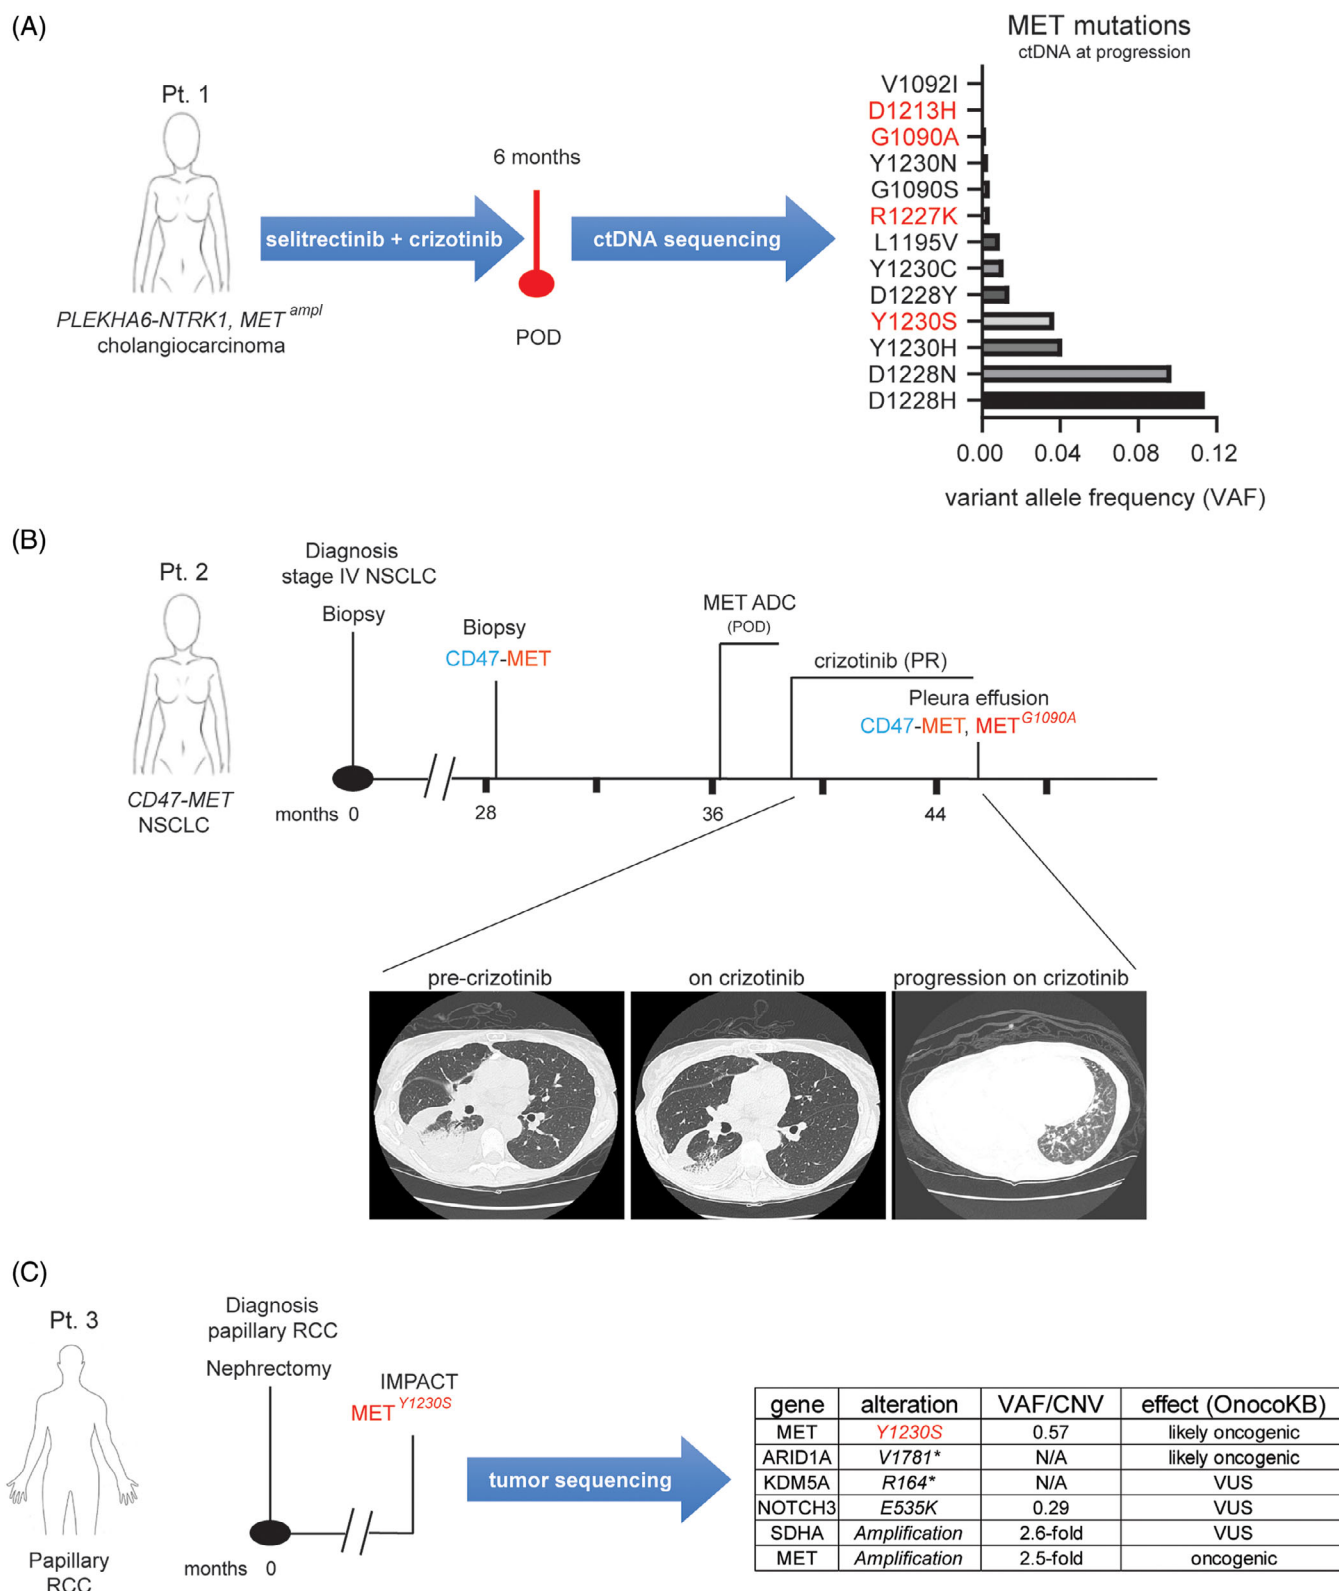 (A)
Pt. 1
PLEKHA6-NTRK1, MET ampl
cholangiocarcinoma
selitrectinib + crizotinib
6 months
POD
ctDNA sequencing
MET mutations
ctDNA at progression
V1092I
D1213H
G1090A
Y1230N
G1090S
R1227K
L1195V
Y1230C
D1228Y
Y1230S
Y1230H
D1228N
D1228H
0.00 0.04 0.08 0.12
variant allele frequency (VAF)
(B)
Pt. 2
CD47-MET
NSCLC
Diagnosis
stage IV NSCLC
Biopsy
Biopsy
CD47-MET
MET ADC
(POD)
crizotinib (PR)
Pleura effusion
CD47-MET, MET G1090A
months 0 28 36 44
pre-crizotinib
on crizotinib
progression on crizotinib
(C)
Pt. 3
Papillary
RCC
Diagnosis
papillary RCC
Nephrectomy
IMPACT
MET Y1230S
months 0
tumor sequencing
gene alteration VAF/CNV effect (OnocoKB)
MET Y1230S 0.57 likely oncogenic
ARID1A V1781* N/A likely oncogenic
KDM5A R164* N/A VUS
NOTCH3 E535K 0.29 VUS
SDHA Amplification 2.6-fold VUS
MET Amplification 2.5-fold oncogenic